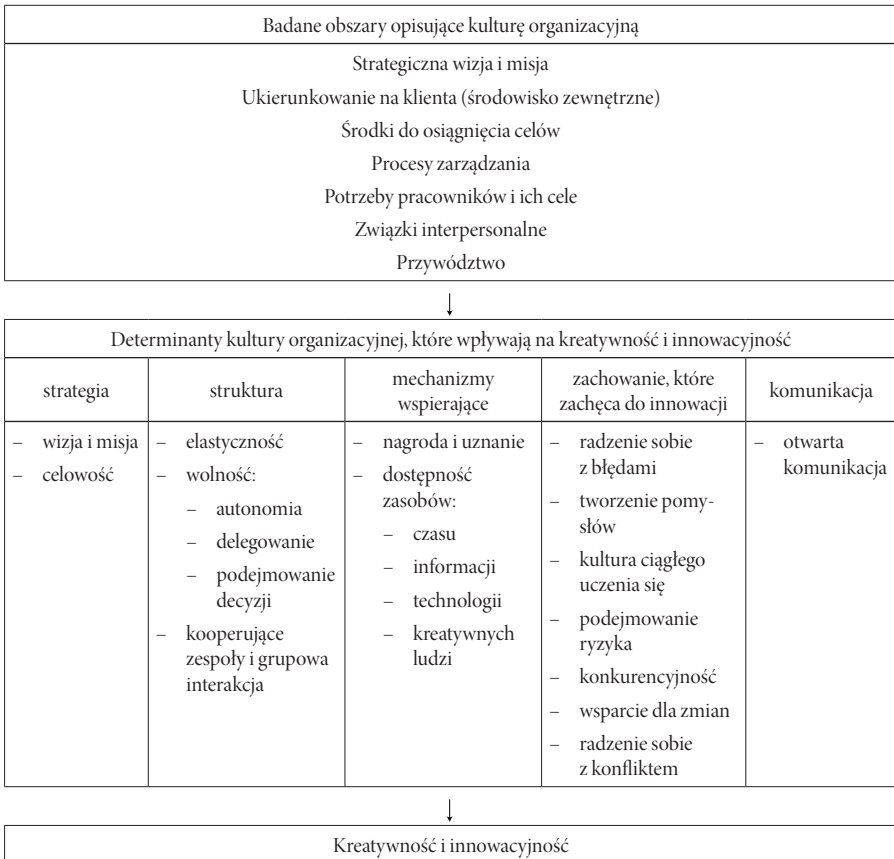 Badane obszary opisujące kulturę organizacyjną
Strategiczna wizja i misja
Ukierunkowanie na klienta (środowisko zewnętrzne)
Środki do osiągnięcia celów
Procesy zarządzania
Potrzeby pracowników i ich cele
Związki interpersonalne
Przywództwo
Determinanty kultury organizacyjnej, które wpływają na kreatywność i innowacyjność
strategia
struktura
mechizmy
wspierające
zachowanie, które
zachęca do innowacji
komunikacja
– wizja i misja
– celowość
– elastyczność
– wolność:
– autonomia
– delegowanie
– podejmowanie
decyzji
– kooperujące
zespoły i grupowa
interakcja
– nagroda i uznanie
– dostępność
zasobów:
– czasu
– informacji
– technologii
– kreatywnych
ludzi
– radzenie sobie
z błędami
– tworzenie pomy-
słów
– kultura ciągłego
uczenia się
– podejmowanie
ryzyka
– konkurencyjność
– wsparcie dla zmian
– radzenie sobie
z konfliktem
– otwarta
komunikacja
Kreatywność i innowacyjność